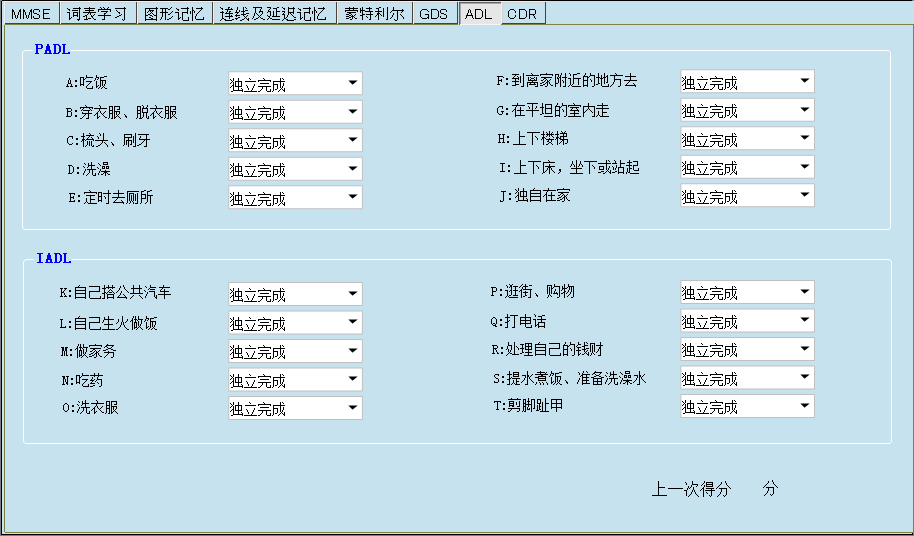 MMSE 词表学习 图形记忆 连线及延迟记忆 蒙特利尔 GDS ADL CDR
PADL
A:吃饭 独立完成 F:到离家附近的地方去 独立完成
B:穿衣服、脱衣服 独立完成 G:在平坦的室内走 独立完成
C:梳头、刷牙 独立完成 H:上下楼梯 独立完成
D:洗澡 独立完成 I:上下床，坐下或站起 独立完成
E:定时去厕所 独立完成 J:独自在家 独立完成
IADL
K:自己搭公共汽车 独立完成 P:逛街、购物 独立完成
L:自己生火做饭 独立完成 Q:打电话 独立完成
M:做家务 独立完成 R:处理自己的钱财 独立完成
N:吃药 独立完成 S:提水煮饭、准备洗澡水 独立完成
O:洗衣服 独立完成 T:剪脚趾甲 独立完成
上一次得分 分